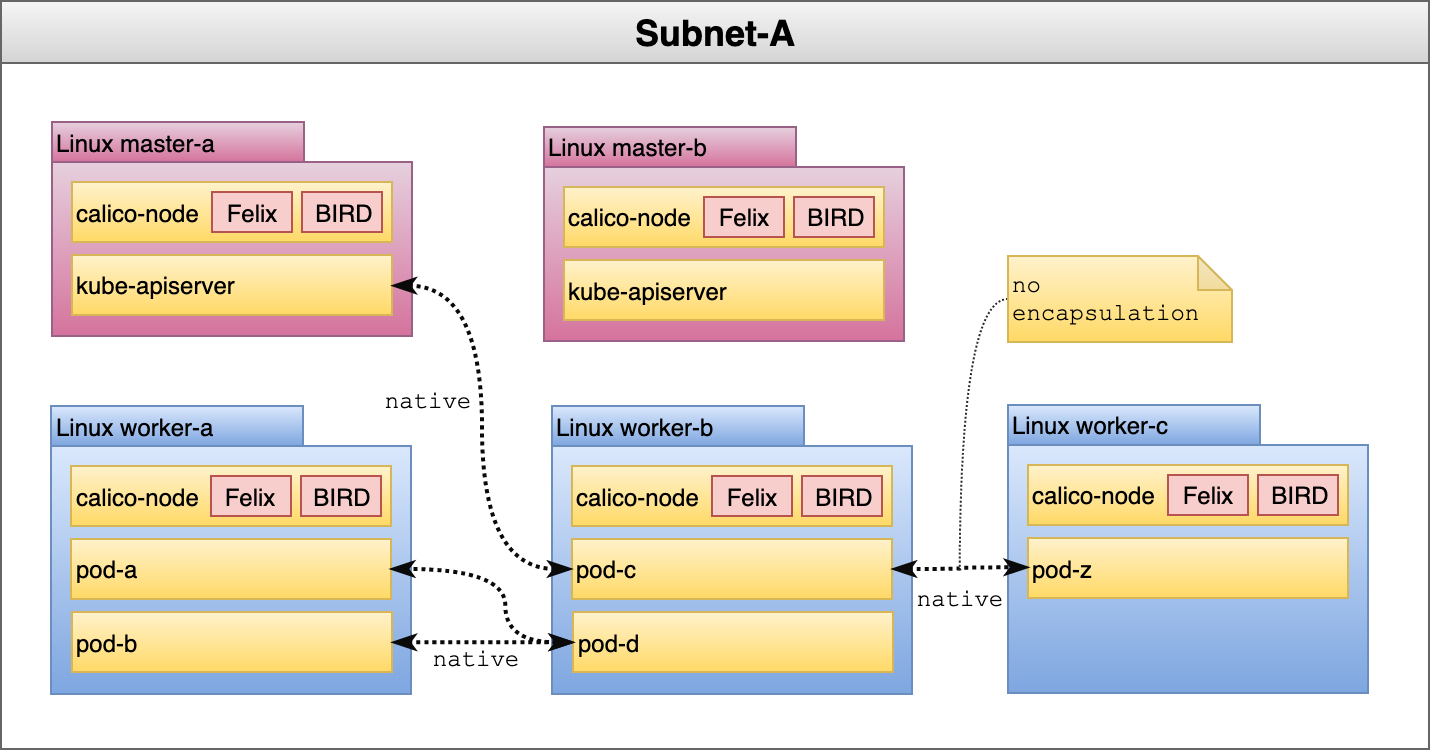 Subnet-A
Linux master-a
calico-node Felix BIRD
kube-apiserver
Linux master-b
calico-node Felix BIRD
kube-apiserver
no
encapsulation
native
Linux worker-a
calico-node Felix BIRD
pod-a
pod-b
native
Linux worker-b
calico-node Felix BIRD
pod-c
pod-d
native
Linux worker-c
calico-node Felix BIRD
pod-z